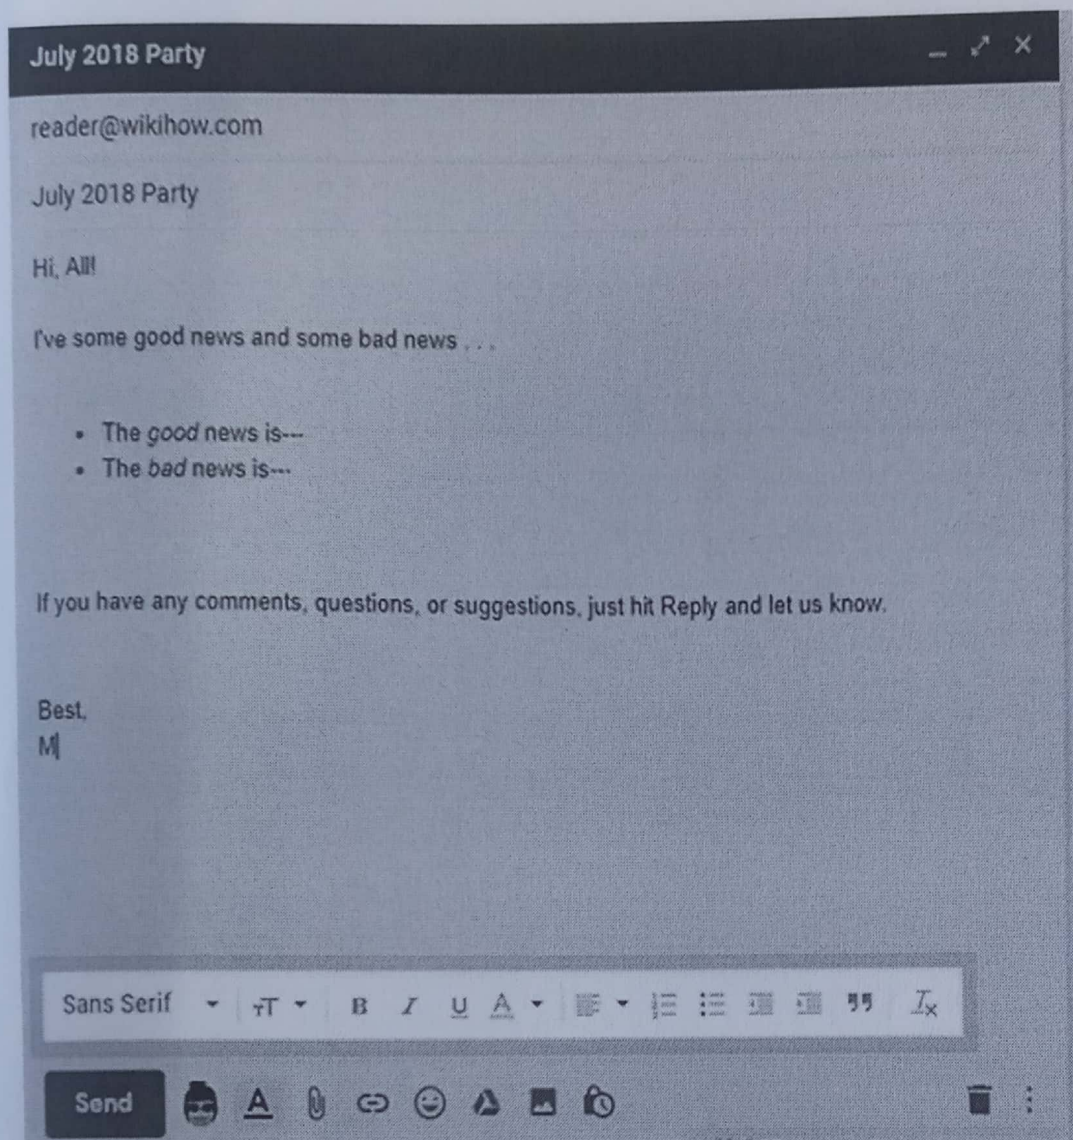 July 2018 Party
reader@wikihow.com
July 2018 Party
Hi, All!
I've some good news and some bad news . . .
• The good news is---
• The bad news is---
If you have any comments, questions, or suggestions, just hit Reply and let us know.
Best,
M
Sans Serif
Send